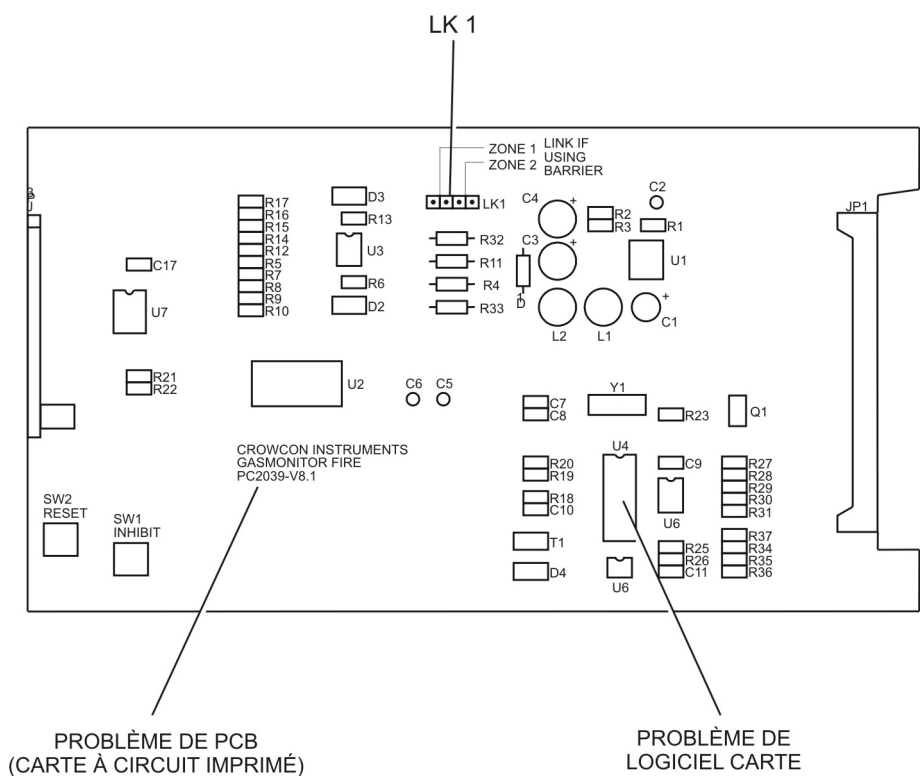 LK 1
ZONE 1
ZONE 2
LINK IF
USING
BARRIER
LK1
D3
R13
U3
R6
D2
R17
R16
R15
R14
R12
R5
R7
R8
R9
R10
C17
U7
R21
R22
R32
R11
R4
R33
C4
C3
D1
L2
L1
C1
R2
R3
C2
R1
U1
JP1
U2
C6
C5
C7
C8
Y1
R23
Q1
U4
CROWCON INSTRUMENTS
GASMONITOR FIRE
PC2039-V8.1
R20
R19
R18
C10
T1
D4
C9
U6
R25
R26
C11
U6
R27
R28
R29
R30
R31
R37
R34
R35
R36
SW2
RESET
SW1
INHIBIT
PROBLÈME DE PCB
(CARTE À CIRCUIT IMPRIMÉ)
PROBLÈME DE
LOGICIEL CARTE